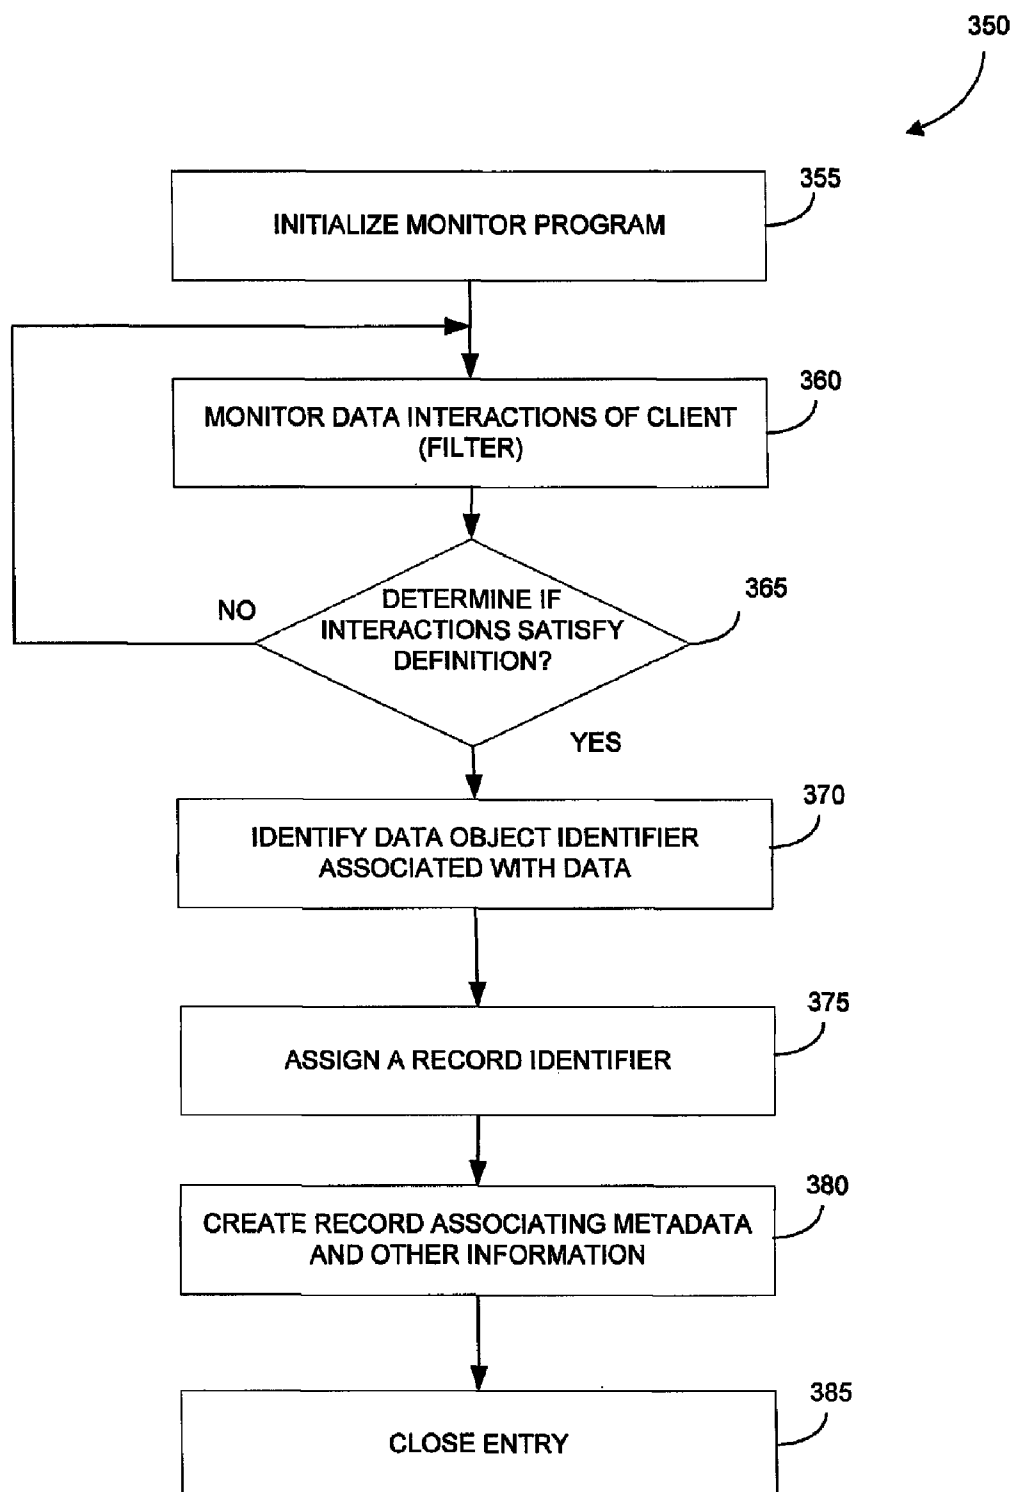 350
355
INITIALIZE MONITOR PROGRAM
360
MONITOR DATA INTERACTIONS OF CLIENT
(FILTER)
365
NO
DETERMINE IF
INTERACTIONS SATISFY
DEFINITION?
YES
370
IDENTIFY DATA OBJECT IDENTIFIER
ASSOCIATED WITH DATA
375
ASSIGN A RECORD IDENTIFIER
380
CREATE RECORD ASSOCIATING METADATA
AND OTHER INFORMATION
385
CLOSE ENTRY